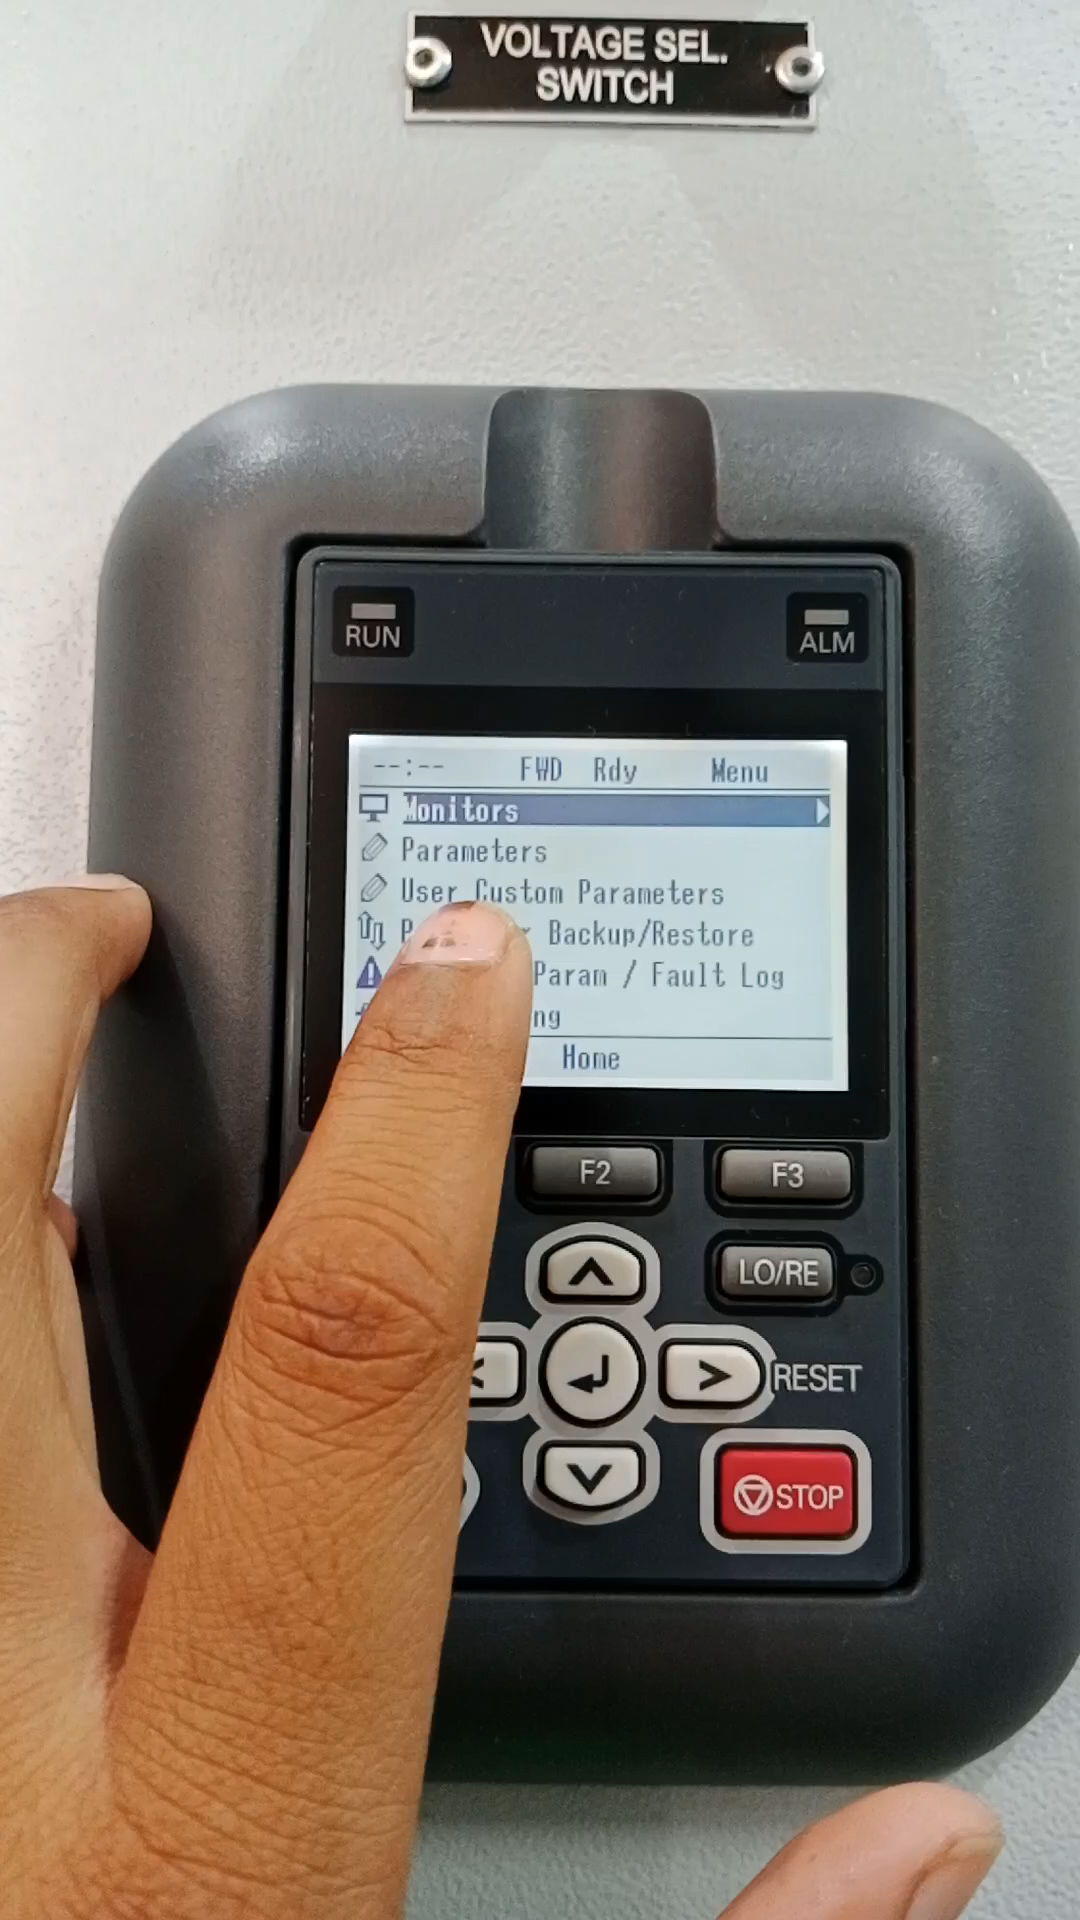 VOLTAGE SEL.
SWITCH
RUN
ALM
--:-- FWD Rdy Menu
Monitors
Parameters
User Custom Parameters
Backup/Restore
Param / Fault Log
Home
F2 F3
LO/RE
RESET
STOP